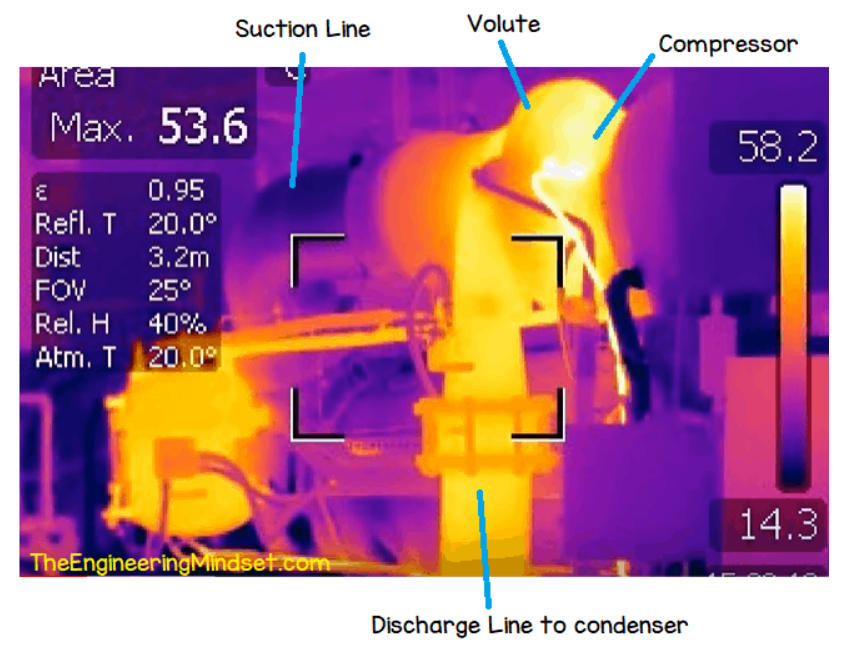 Suction Line
Volute
Compressor
Area
Max. 53.6
58.2
ε 0.95
Refl. T 20.0°
Dist 3.2m
FOV 25°
Rel. H 40%
Atm. T 20.0°
14.3
TheEngineeringMindset.com
Discharge Line to condenser